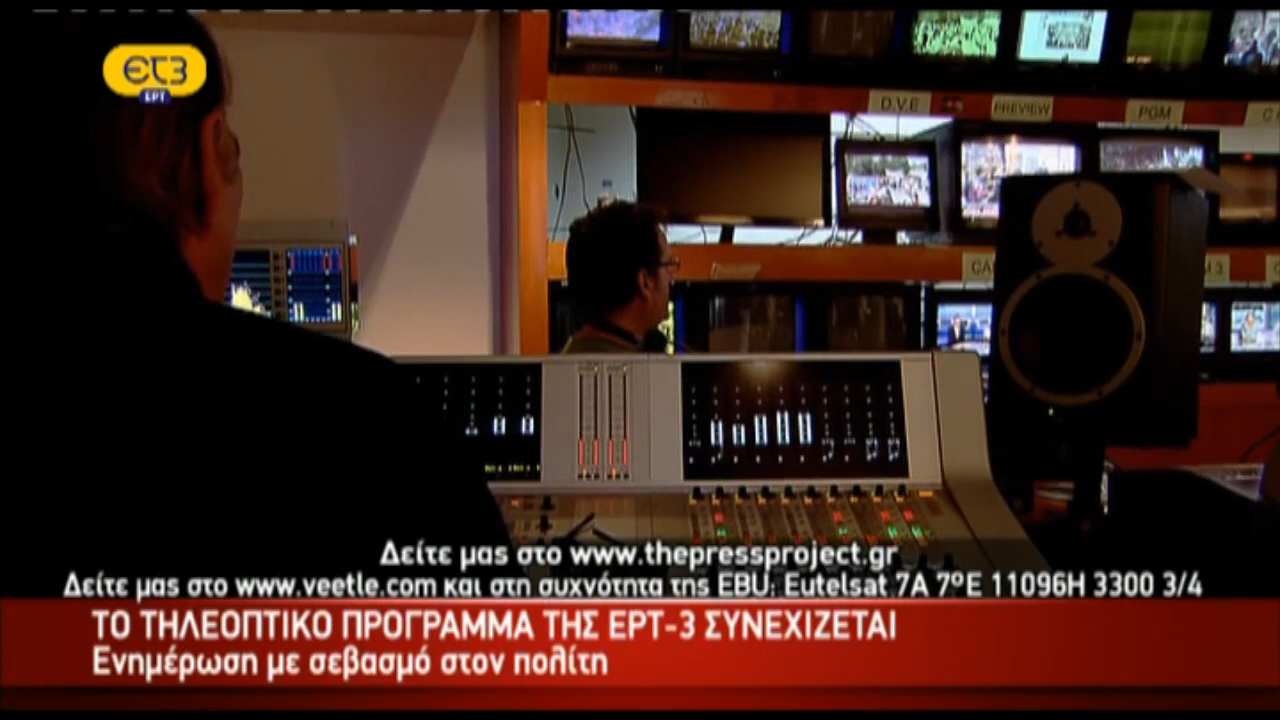 ET3
ΕΡΤ
D.V.E
PREVIEW
PGM
Δείτε μας στο www.thepressproject.gr
Δείτε μας στο www.veetle.com και στη συχνότητα της EBU: Eutelsat 7A 7°E 11096H 3300 3/4
ΤΟ ΤΗΛΕΟΠΤΙΚΟ ΠΡΟΓΡΑΜΜΑ ΤΗΣ ΕΡΤ-3 ΣΥΝΕΧΙΖΕΤΑΙ
Ενημέρωση με σεβασμό στον πολίτη